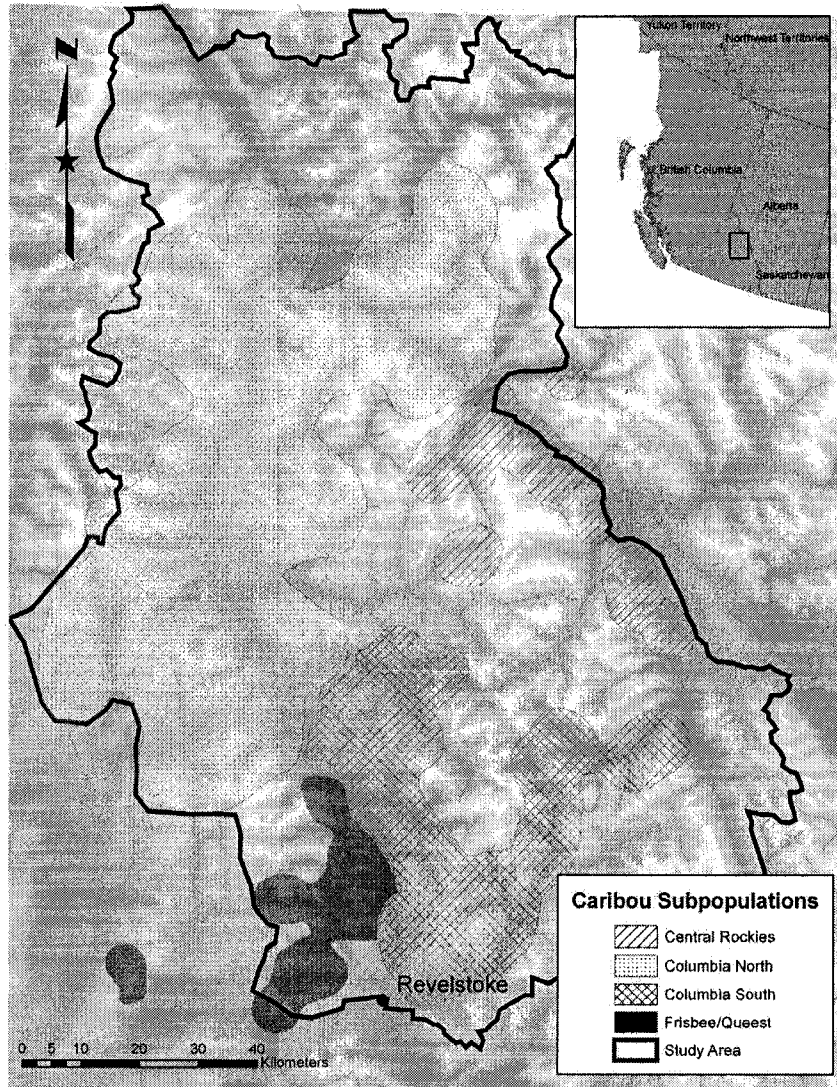 N
Yukon Territory
Northwest Territories
British Columbia
Alberta
Saskatchewan
Revelstoke
Caribou Subpopulations
Central Rockies
Columbia North
Columbia South
Frisbee/Queest
Study Area
0 5 10 20 30 40
Kilometers